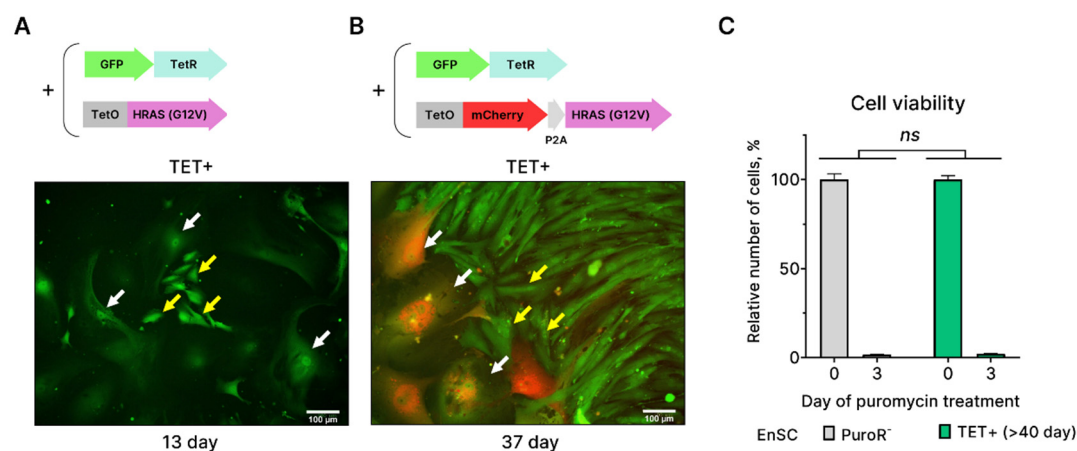 A
+
GFP
TetR
TetO
HRAS (G12V)
TET+
100 µm
13 day
B
+
GFP
TetR
TetO
mCherry
HRAS (G12V)
P2A
TET+
100 µm
37 day
C
Cell viability
ns
Relative number of cells, %
100
75
50
0
0 3 0 3
Day of puromycin treatment
EnSC PuroR⁻ TET+ (>40 day)